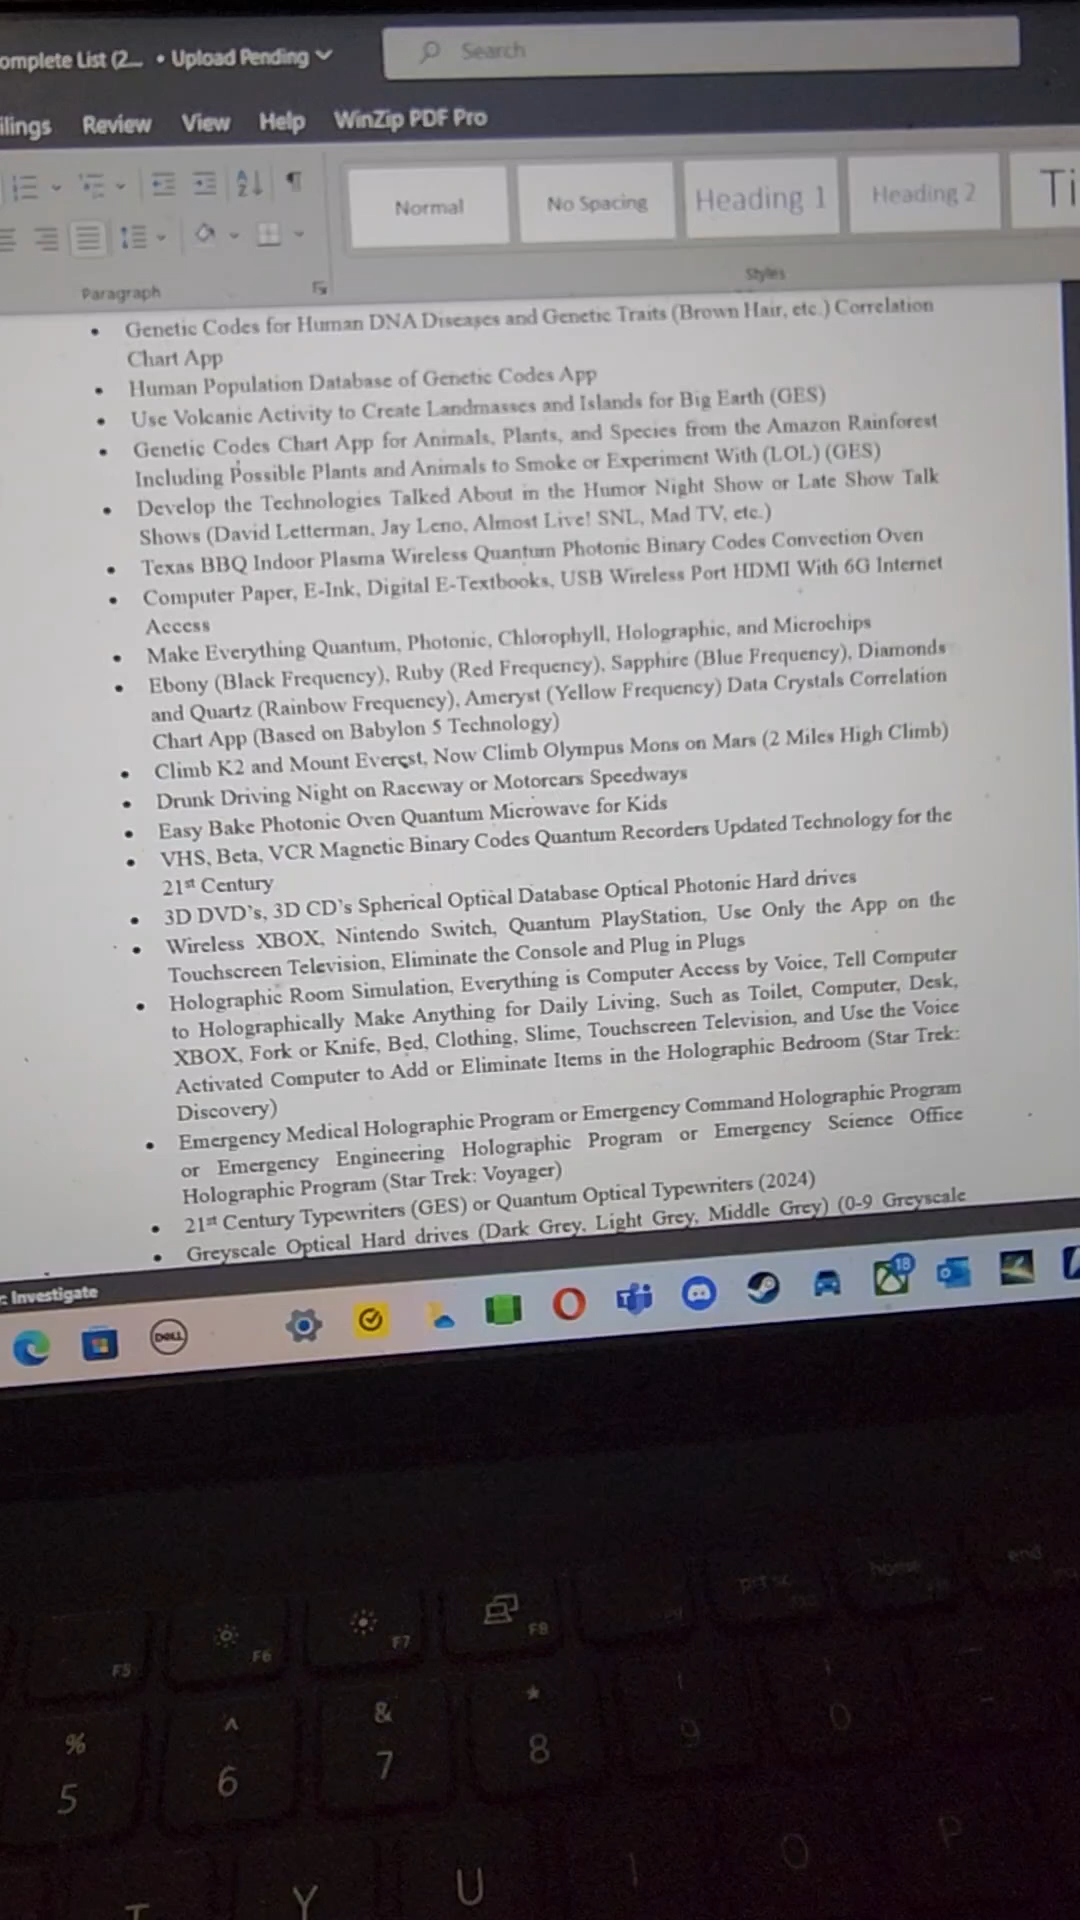 omplete List (2... • Upload Pending
Search
ilings Review View Help WinZip PDF Pro
Normal No Spacing Heading 1 Heading 2 Ti
Paragraph Styles
• Genetic Codes for Human DNA Diseases and Genetic Traits (Brown Hair, etc.) Correlation
Chart App
• Human Population Database of Genetic Codes App
• Use Volcanic Activity to Create Landmasses and Islands for Big Earth (GES)
• Genetic Codes Chart App for Animals, Plants, and Species from the Amazon Rainforest
Including Possible Plants and Animals to Smoke or Experiment With (LOL) (GES)
• Develop the Technologies Talked About in the Humor Night Show or Late Show Talk
Shows (David Letterman, Jay Leno, Almost Live! SNL, Mad TV, etc.)
• Texas BBQ Indoor Plasma Wireless Quantum Photonic Binary Codes Convection Oven
• Computer Paper, E-Ink, Digital E-Textbooks, USB Wireless Port HDMI With 6G Internet
Access
• Make Everything Quantum, Photonic, Chlorophyll, Holographic, and Microchips
• Ebony (Black Frequency), Ruby (Red Frequency), Sapphire (Blue Frequency), Diamonds
and Quartz (Rainbow Frequency), Ameryst (Yellow Frequency) Data Crystals Correlation
Chart App (Based on Babylon 5 Technology)
• Climb K2 and Mount Everest, Now Climb Olympus Mons on Mars (2 Miles High Climb)
• Drunk Driving Night on Raceway or Motorcars Speedways
• Easy Bake Photonic Oven Quantum Microwave for Kids
• VHS, Beta, VCR Magnetic Binary Codes Quantum Recorders Updated Technology for the
21st Century
• 3D DVD's, 3D CD's Spherical Optical Database Optical Photonic Hard drives
• Wireless XBOX, Nintendo Switch, Quantum PlayStation, Use Only the App on the
Touchscreen Television, Eliminate the Console and Plug in Plugs
• Holographic Room Simulation, Everything is Computer Access by Voice, Tell Computer
to Holographically Make Anything for Daily Living, Such as Toilet, Computer, Desk,
XBOX, Fork or Knife, Bed, Clothing, Slime, Touchscreen Television, and Use the Voice
Activated Computer to Add or Eliminate Items in the Holographic Bedroom (Star Trek:
Discovery)
• Emergency Medical Holographic Program or Emergency Command Holographic Program
or Emergency Engineering Holographic Program or Emergency Science Office
Holographic Program (Star Trek: Voyager)
• 21st Century Typewriters (GES) or Quantum Optical Typewriters (2024)
• Greyscale Optical Hard drives (Dark Grey, Light Grey, Middle Grey) (0-9 Greyscale
: Investigate
DELL
18
F5 F6 F7 F8 prt sc home end
% ^ & *
5 6 7 8 9 0
T Y U I O P